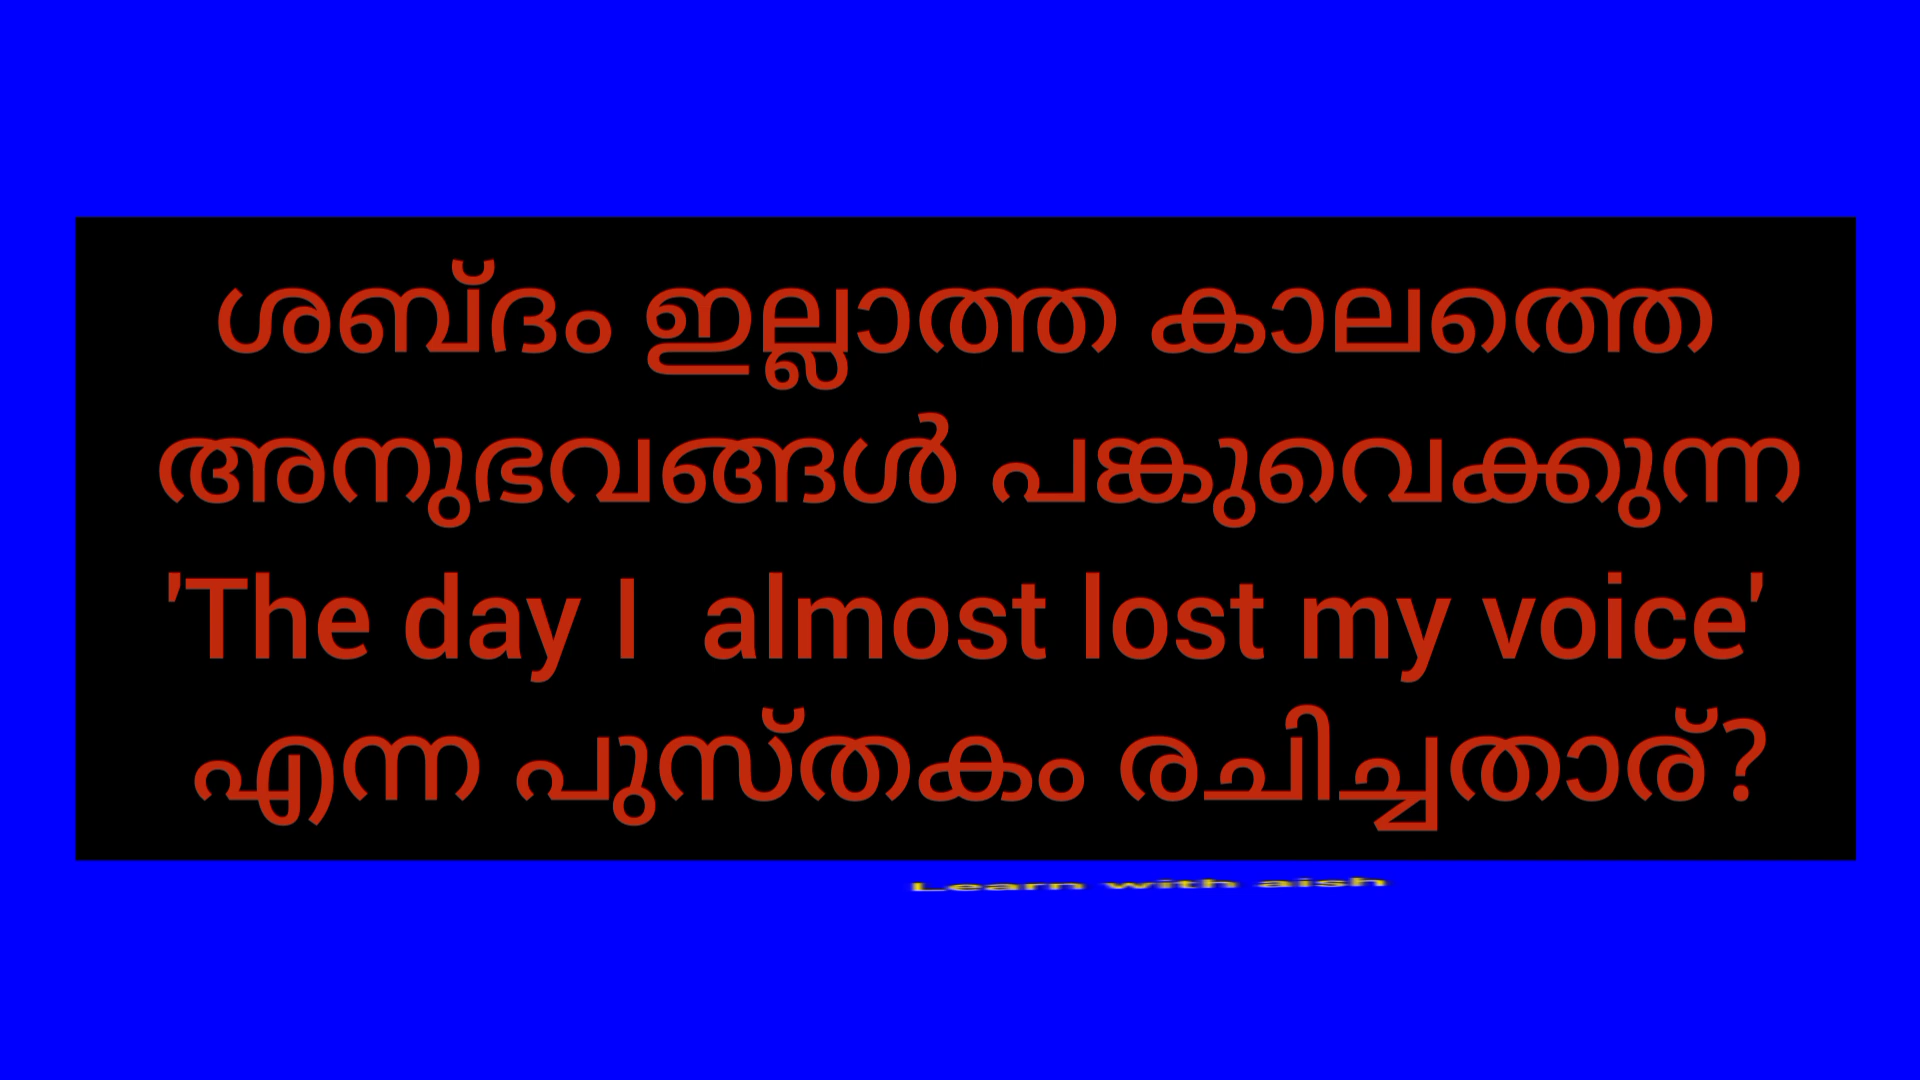 ശബ്ദം ഇല്ലാത്ത കാലത്തെ
അനുഭവങ്ങൾ പങ്കുവെക്കുന്ന
'The day I  almost lost my voice'
എന്ന പുസ്തകം രചിച്ചതാര്?
Learn with aish